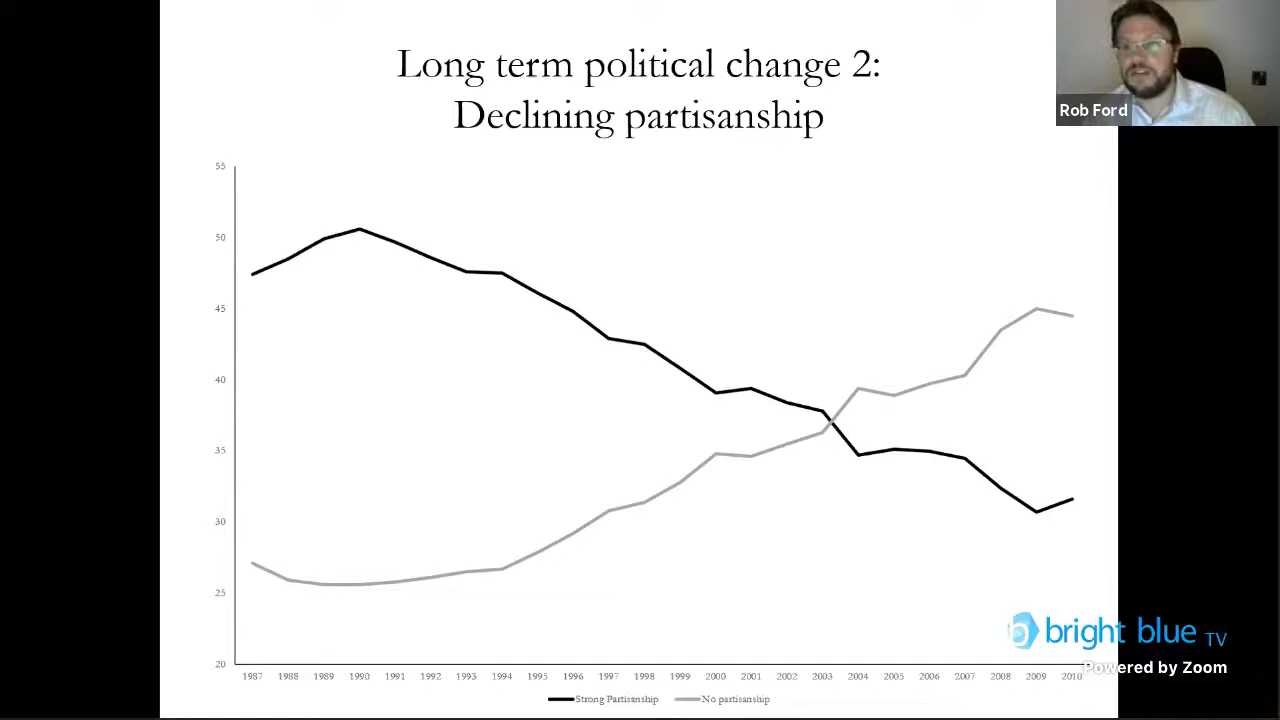 Long term political change 2:
Declining partisanship
Rob Ford
55
50
45
40
35
30
25
20
1987 1988 1989 1990 1991 1992 1993 1994 1995 1996 1997 1998 1999 2000 2001 2002 2003 2004 2005 2006 2007 2008 2009 2010
Strong Partisanship No partisanship
bright blue TV
Powered by Zoom